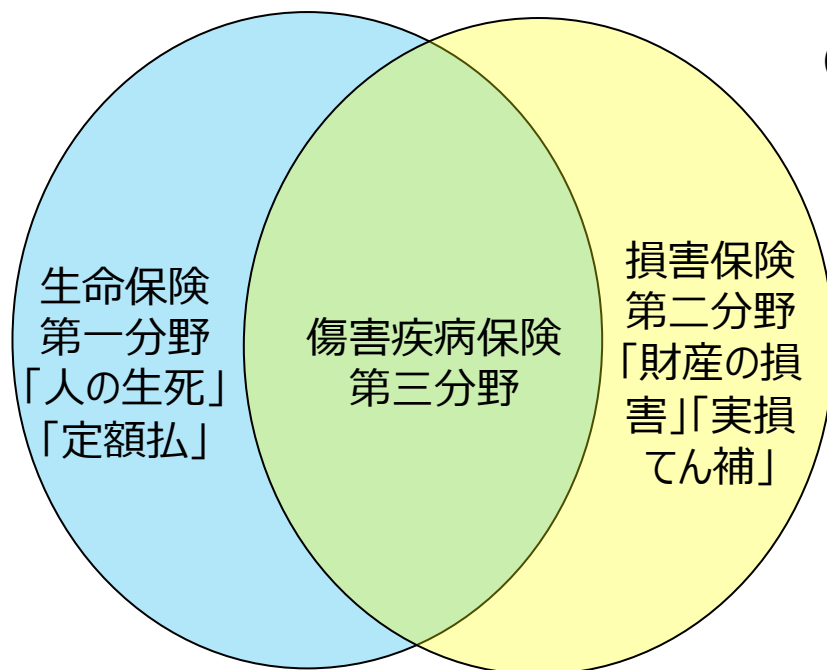 生命保険
第一分野
「人の生死」
「定額払」
傷害疾病保険
第三分野
損害保険
第二分野
「財産の損
害」「実損
てん補」